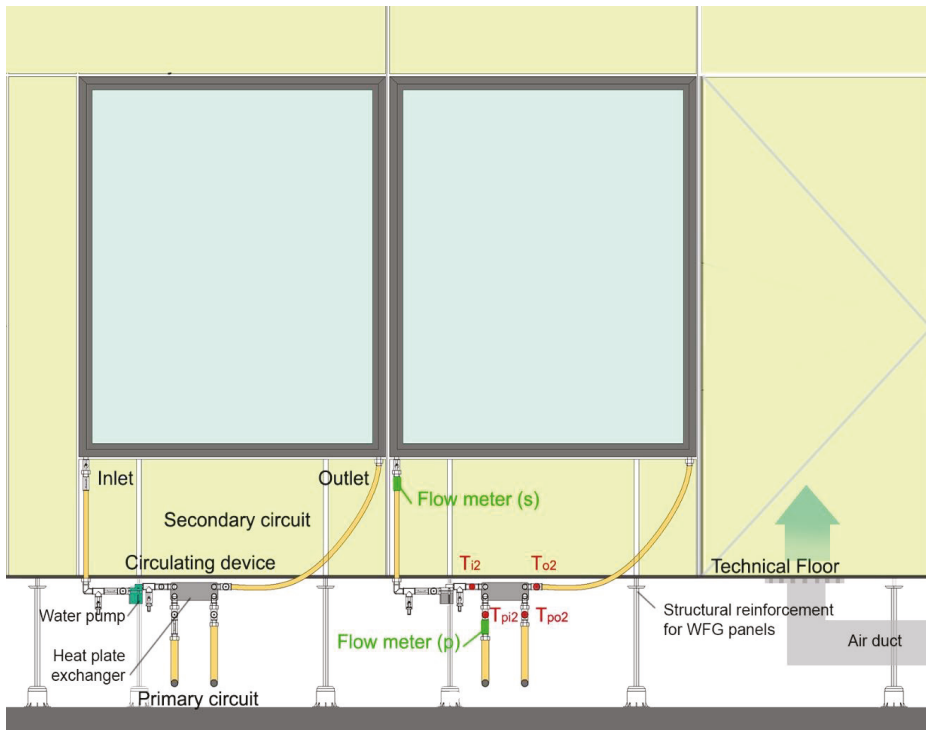 Inlet
Outlet
Flow meter (s)
Secondary circuit
Circulating device
Ti2
To2
Technical Floor
Water pump
Tpi2
Tpo2
Structural reinforcement
for WFG panels
Flow meter (p)
Air duct
Heat plate
exchanger
Primary circuit